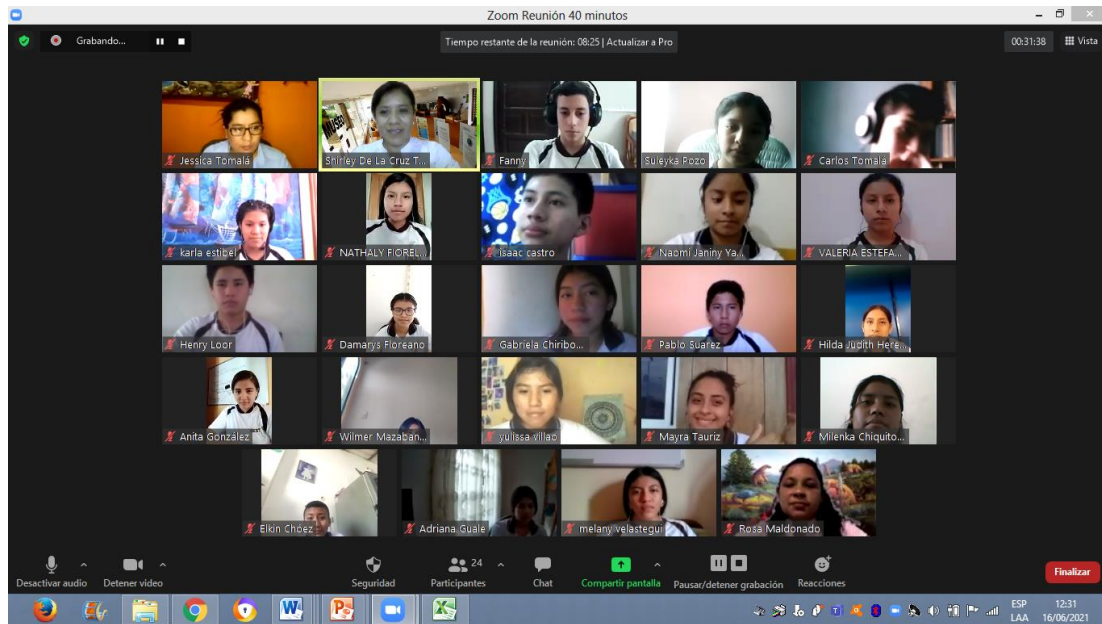 Zoom Reunión 40 minutos
Grabando...
Tiempo restante de la reunión: 08:25 | Actualizar a Pro
00:31:38
Vista
Jessica Tomalá
Shirley De La Cruz T...
Fanny
Suleyka Pozo
Carlos Tomalá
karla estibel
NATHALY FIOREL...
isaac castro
Naomi Janiny Ya...
VALERIA ESTEFA...
Henry Loor
Damarys Floreano
Gabriela Chiribo...
Pablo Suarez
Hilda Judith Here...
Anita González
Wilmer Mazaban...
yulissa villao
Mayra Tauriz
Milenka Chiquito...
Elkin Chóez
Adriana Guale
melany velastegui
Rosa Maldonado
Desactivar audio
Detener video
Seguridad
24
Participantes
Chat
Compartir pantalla
Pausar/detener grabación
Reacciones
Finalizar
ESP
LAA
12:31
16/06/2021